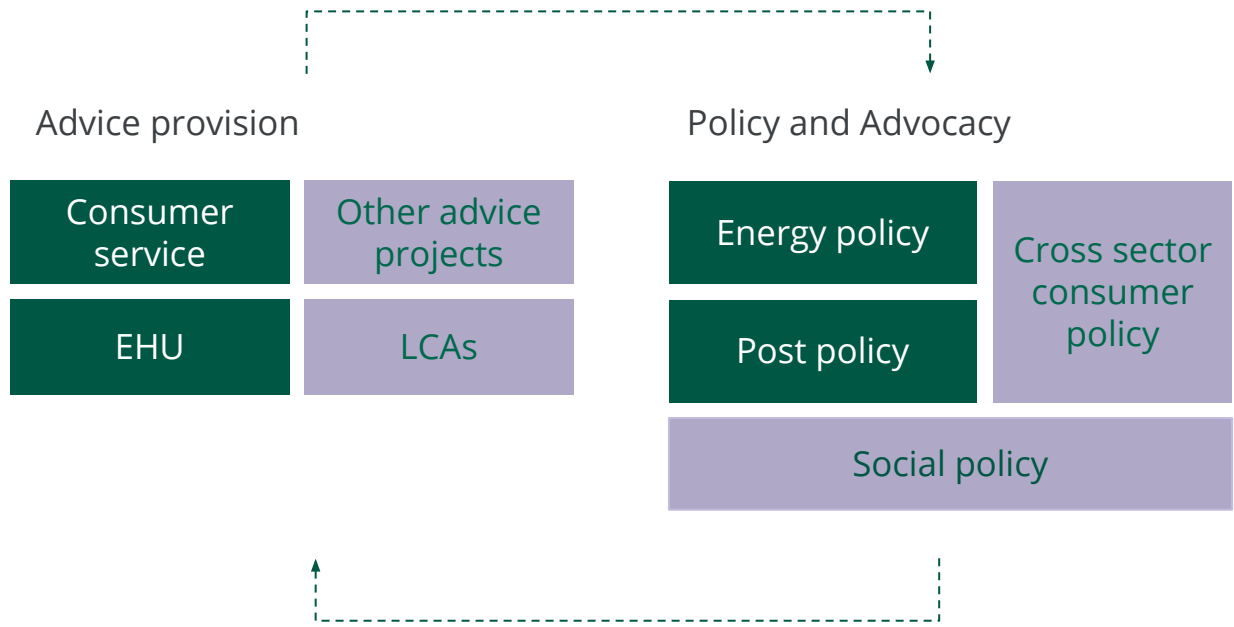 Advice provision
Consumer
service
Other advice
projects
EHU
LCAs
Policy and Advocacy
Energy policy
Post policy
Cross sector
consumer
policy
Social policy